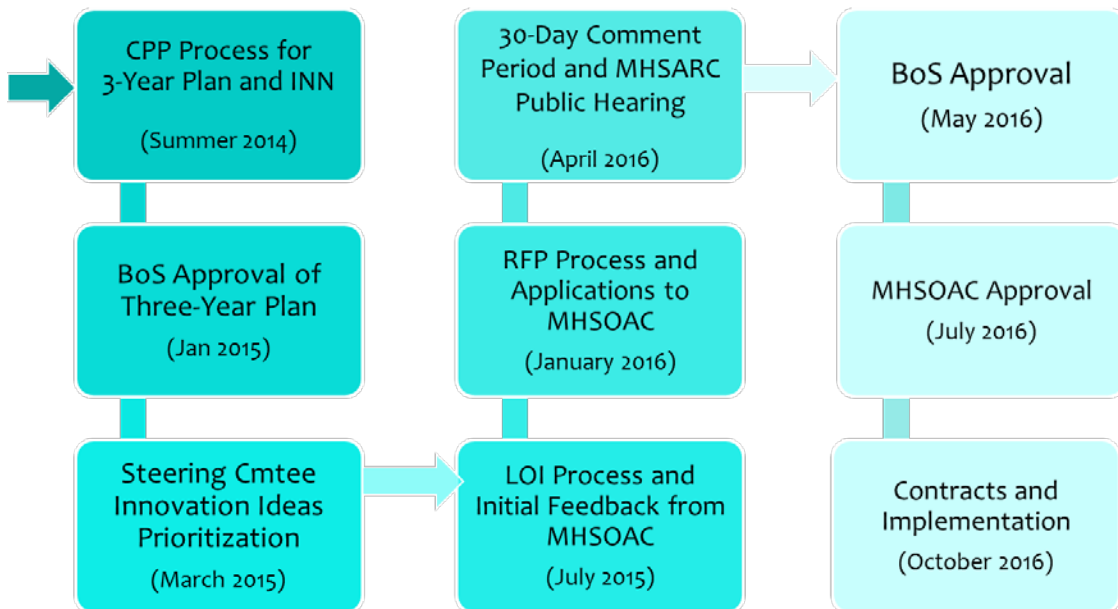 CPP Process for
3-Year Plan and INN
(Summer 2014)
BoS Approval of
Three-Year Plan
(Jan 2015)
Steering Cmtee
Innovation Ideas
Prioritization
(March 2015)
LOI Process and
Initial Feedback from
MHSOAC
(July 2015)
RFP Process and
Applications to
MHSOAC
(January 2016)
30-Day Comment
Period and MHSARC
Public Hearing
(April 2016)
BoS Approval
(May 2016)
MHSOAC Approval
(July 2016)
Contracts and
Implementation
(October 2016)